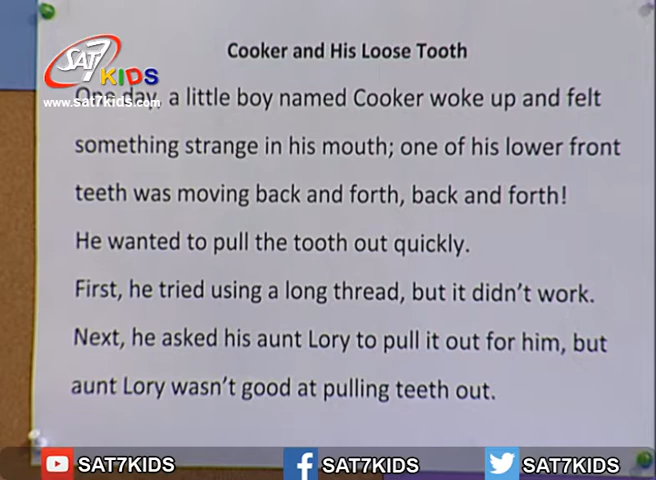 Cooker and His Loose Tooth
SAT7
KIDS
www.sat7kids.com
One day, a little boy named Cooker woke up and felt
something strange in his mouth; one of his lower front
teeth was moving back and forth, back and forth!
He wanted to pull the tooth out quickly.
First, he tried using a long thread, but it didn't work.
Next, he asked his aunt Lory to pull it out for him, but
aunt Lory wasn't good at pulling teeth out.
SAT7KIDS SAT7KIDS SAT7KIDS